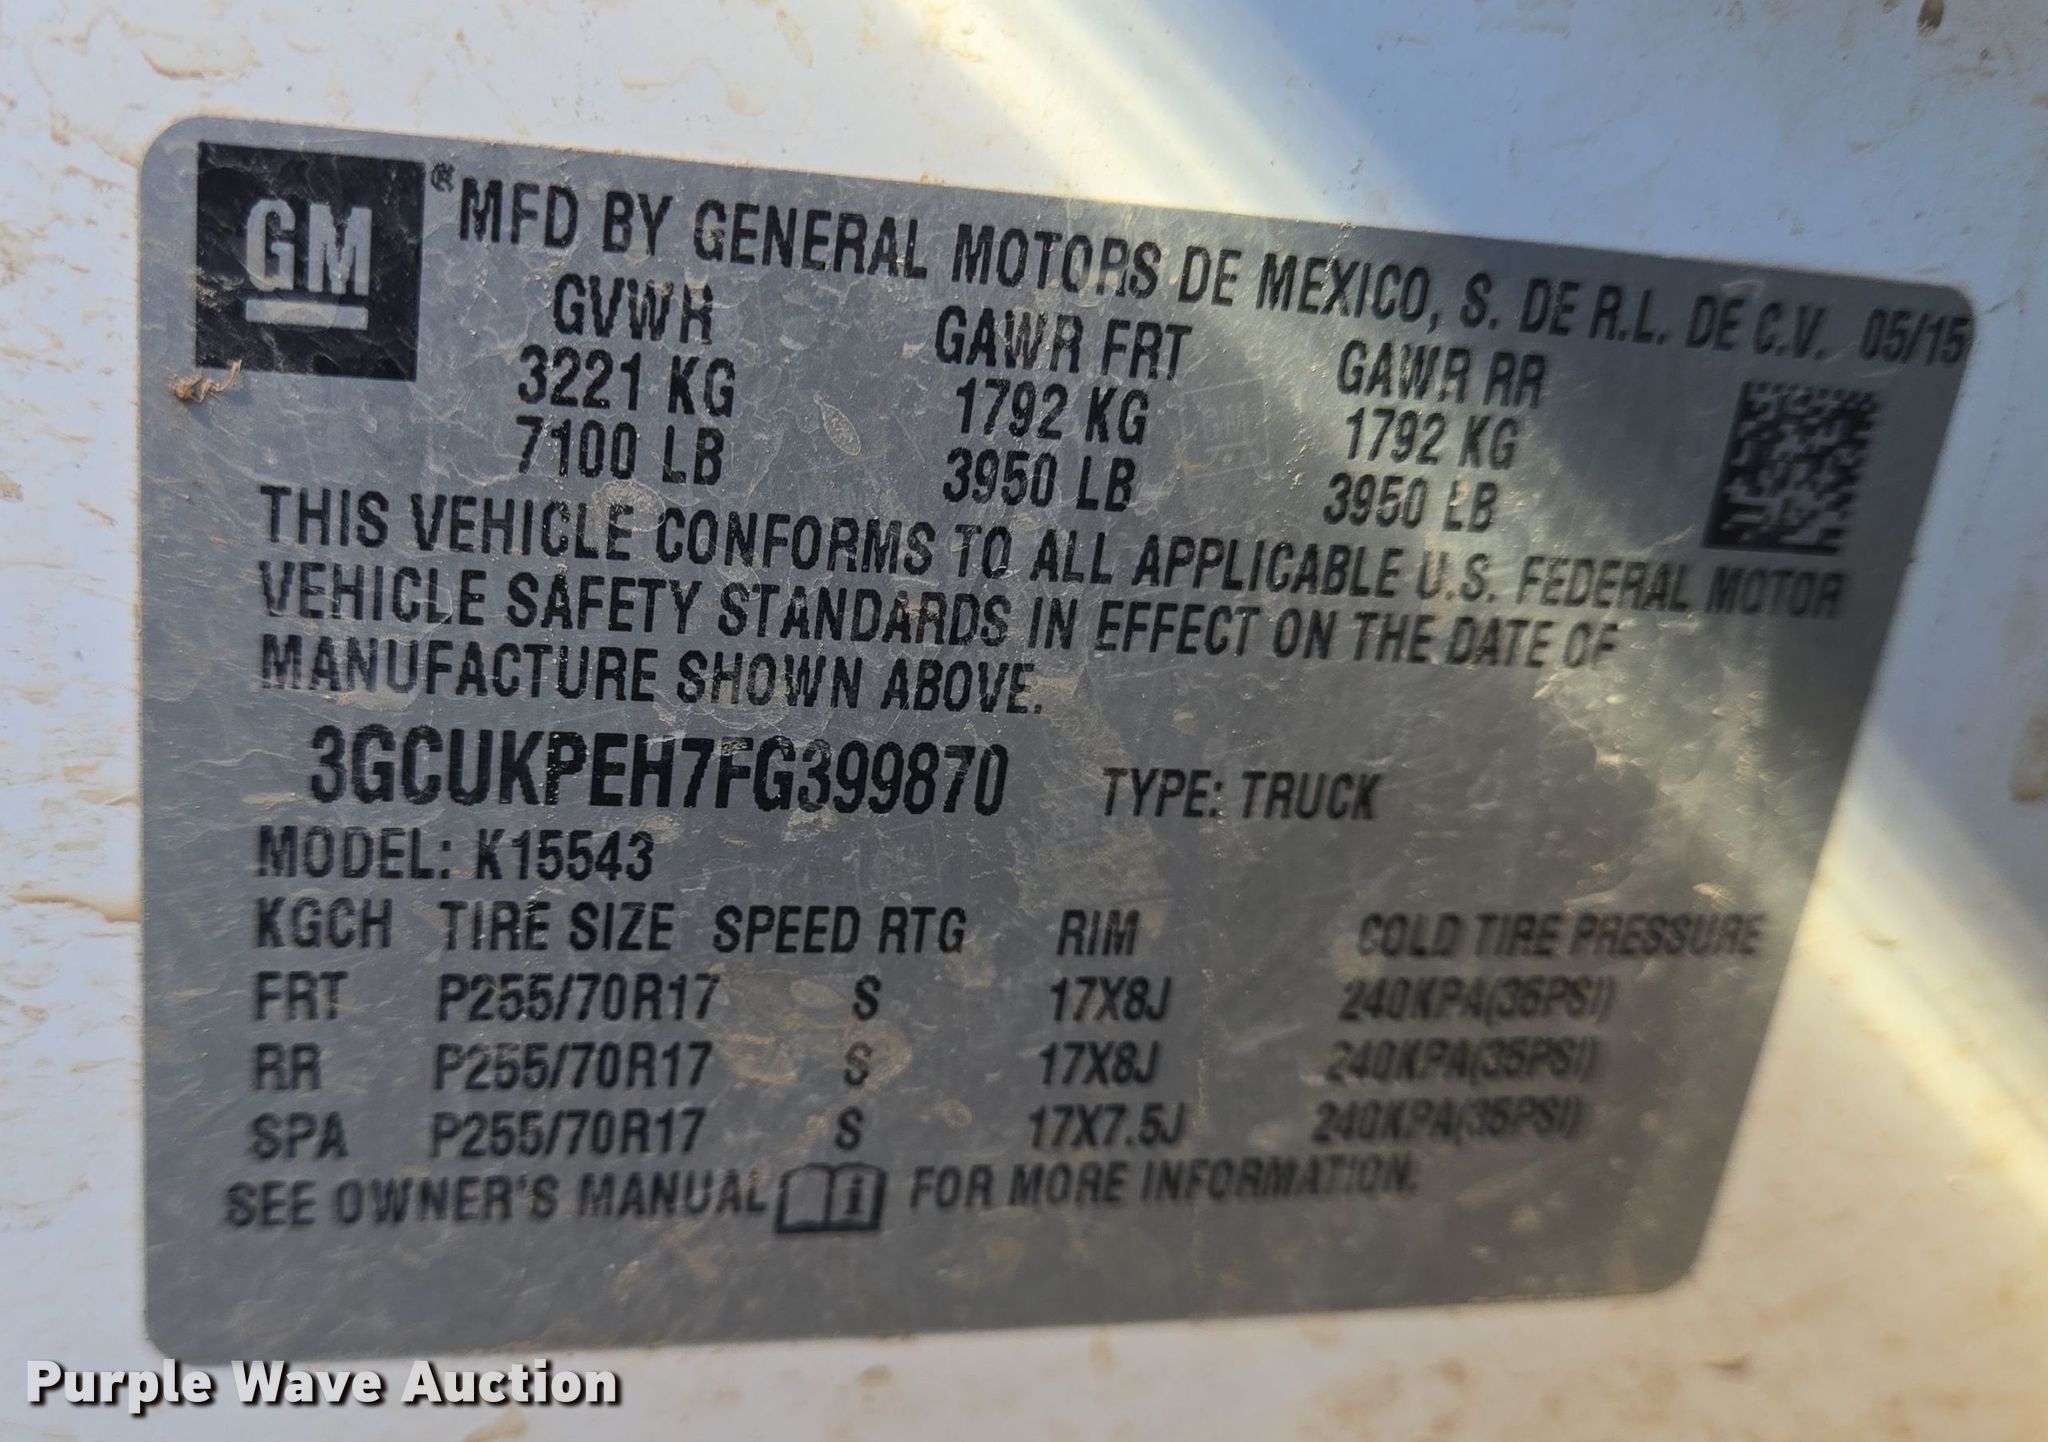 GM ® MFD BY GENERAL MOTORS DE MEXICO, S. DE R.L. DE C.V. 05/15
GVWR GAWR FRT GAWR RR
3221 KG 1792 KG 1792 KG
7100 LB 3950 LB 3950 LB
THIS VEHICLE CONFORMS TO ALL APPLICABLE U.S. FEDERAL MOTOR
VEHICLE SAFETY STANDARDS IN EFFECT ON THE DATE OF
MANUFACTURE SHOWN ABOVE.
3GCUKPEH7FG399870 TYPE: TRUCK
MODEL: K15543
KGCH TIRE SIZE SPEED RTG RIM COLD TIRE PRESSURE
FRT P255/70R17 S 17X8J 240KPA(35PSI)
RR P255/70R17 S 17X8J 240KPA(35PSI)
SPA P255/70R17 S 17X7.5J 240KPA(35PSI)
SEE OWNER'S MANUAL i FOR MORE INFORMATION.
Purple Wave Auction